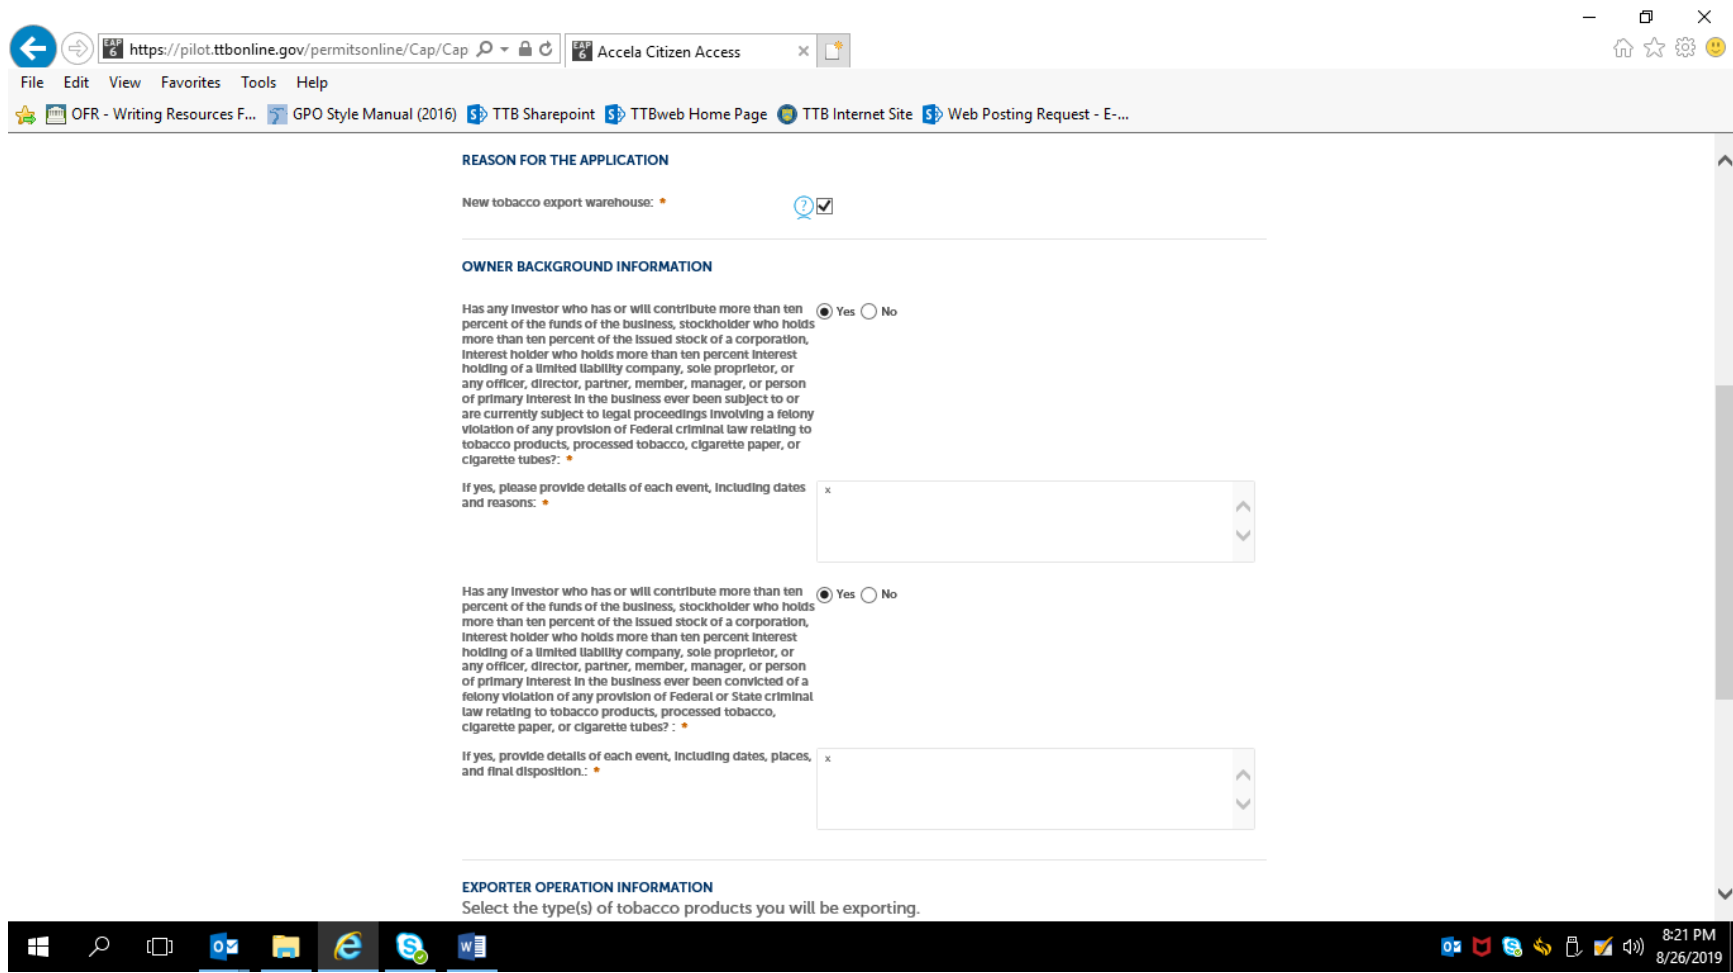 https://pilot.ttbonline.gov/permitsonline/Cap/Cap
Accela Citizen Access
File Edit View Favorites Tools Help
OFR - Writing Resources F... GPO Style Manual (2016) TTB Sharepoint TTBweb Home Page TTB Internet Site Web Posting Request - E-...
REASON FOR THE APPLICATION
New tobacco export warehouse: *
OWNER BACKGROUND INFORMATION
Has any investor who has or will contribute more than ten
Yes No
percent of the funds of the business, stockholder who holds
more than ten percent of the issued stock of a corporation,
interest holder who holds more than ten percent interest
holding of a limited liability company, sole proprietor, or
any officer, director, partner, member, manager, or person
of primary interest in the business ever been subject to or
are currently subject to legal proceedings involving a felony
violation of any provision of Federal criminal law relating to
tobacco products, processed tobacco, cigarette paper, or
cigarette tubes?: *
If yes, please provide details of each event, including dates
and reasons: *
x
Has any investor who has or will contribute more than ten
Yes No
percent of the funds of the business, stockholder who holds
more than ten percent of the issued stock of a corporation,
interest holder who holds more than ten percent interest
holding of a limited liability company, sole proprietor, or
any officer, director, partner, member, manager, or person
of primary interest in the business ever been convicted of a
felony violation of any provision of Federal or State criminal
law relating to tobacco products, processed tobacco,
cigarette paper, or cigarette tubes? : *
If yes, provide details of each event, including dates, places,
and final disposition.: *
x
EXPORTER OPERATION INFORMATION
Select the type(s) of tobacco products you will be exporting.
8:21 PM
8/26/2019